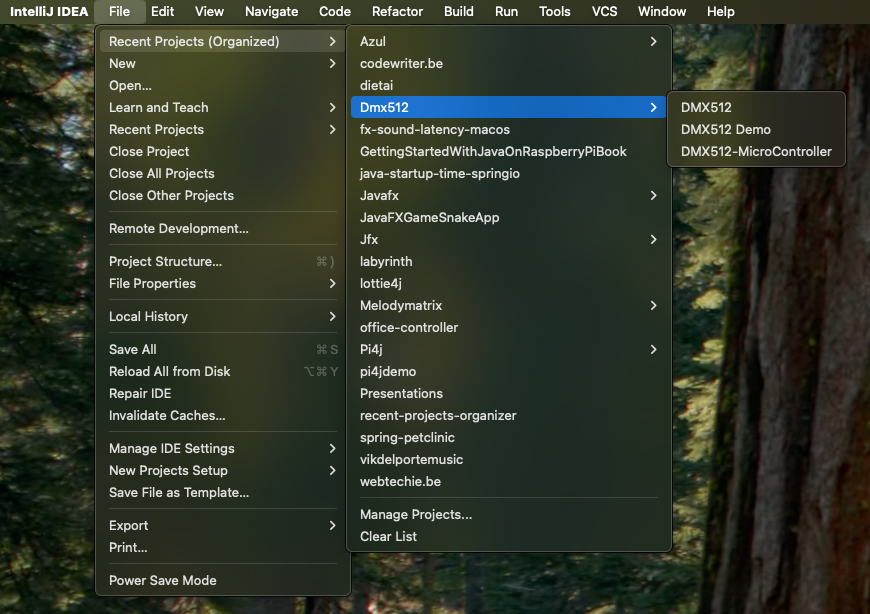 IntelliJ IDEA File Edit View Navigate Code Refactor Build Run Tools VCS Window Help
Recent Projects (Organized)
New
Open...
Learn and Teach
Recent Projects
Close Project
Close All Projects
Close Other Projects
Remote Development...
Project Structure... ⌘ )
File Properties
Local History
Save All ⌘ S
Reload All from Disk ⌥ ⌘ Y
Repair IDE
Invalidate Caches...
Manage IDE Settings
New Projects Setup
Save File as Template...
Export
Print...
Power Save Mode
Azul
codewriter.be
dietai
Dmx512
fx-sound-latency-macos
GettingStartedWithJavaOnRaspberryPiBook
java-startup-time-springio
Javafx
JavaFXGameSnakeApp
Jfx
labyrinth
lottie4j
Melodymatrix
office-controller
Pi4j
pi4jdemo
Presentations
recent-projects-organizer
spring-petclinic
vikdelportemusic
webtechie.be
Manage Projects...
Clear List
DMX512
DMX512 Demo
DMX512-MicroController